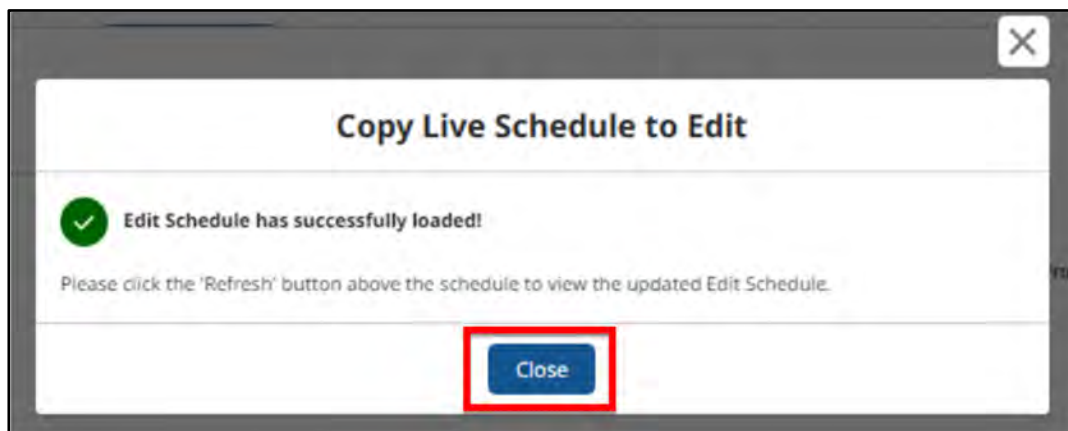 Copy Live Schedule to Edit
Edit Schedule has successfully loaded!
Please click the 'Refresh' button above the schedule to view the updated Edit Schedule.
Close